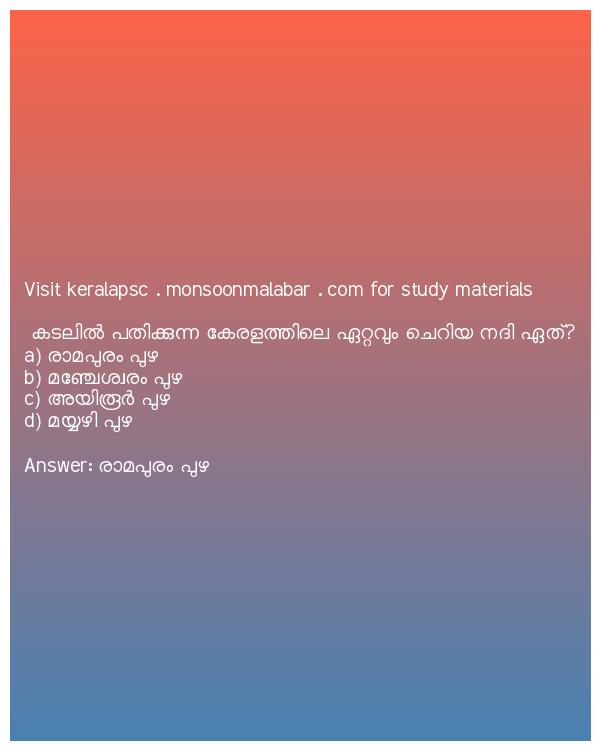 Visit keralapsc . monsoonmalabar . com for study materials
കടലിൽ പതിക്കുന്ന കേരളത്തിലെ ഏറ്റവും ചെറിയ നദി ഏത്?
a) രാമപുരം പുഴ
b) മഞ്ചേശ്വരം പുഴ
c) അയിരൂർ പുഴ
d) മയ്യഴി പുഴ
Answer: രാമപുരം പുഴ